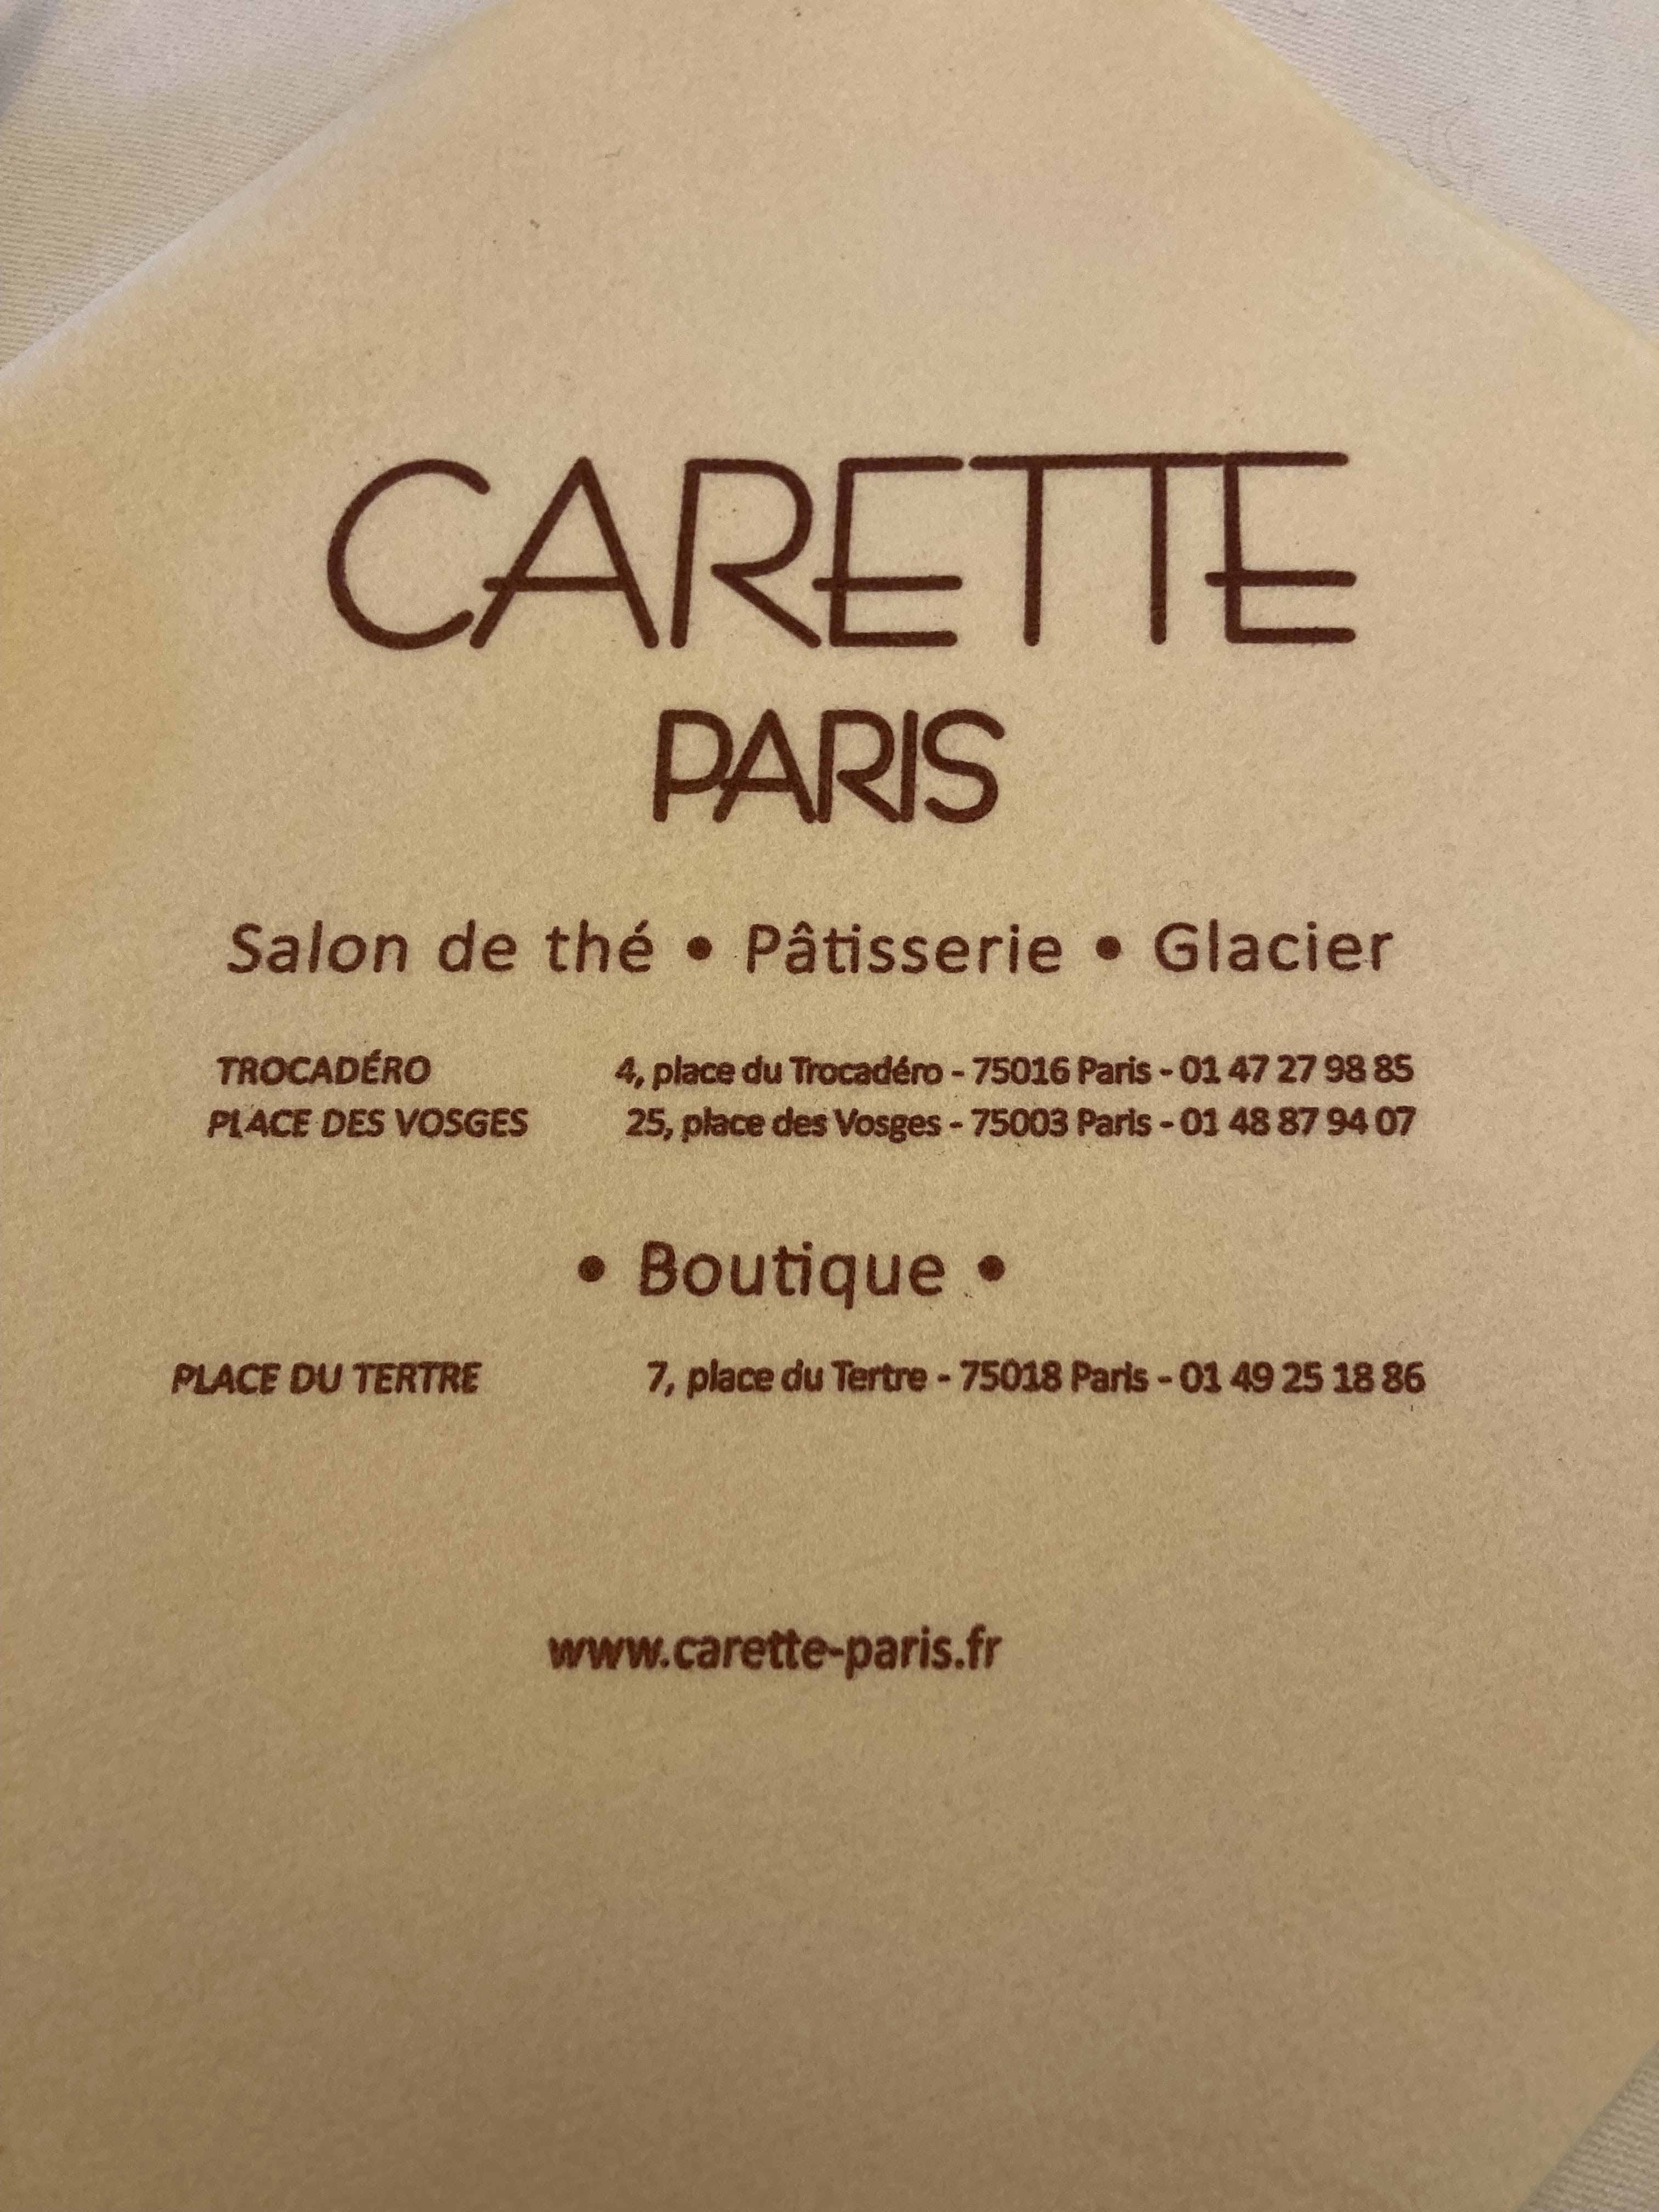 CARETTE
PARIS
Salon de thé • Pâtisserie • Glacier
TROCADÉRO 4, place du Trocadéro - 75016 Paris - 01 47 27 98 85
PLACE DES VOSGES 25, place des Vosges - 75003 Paris - 01 48 87 94 07
• Boutique •
PLACE DU TERTRE 7, place du Tertre - 75018 Paris - 01 49 25 18 86
www.carette-paris.fr